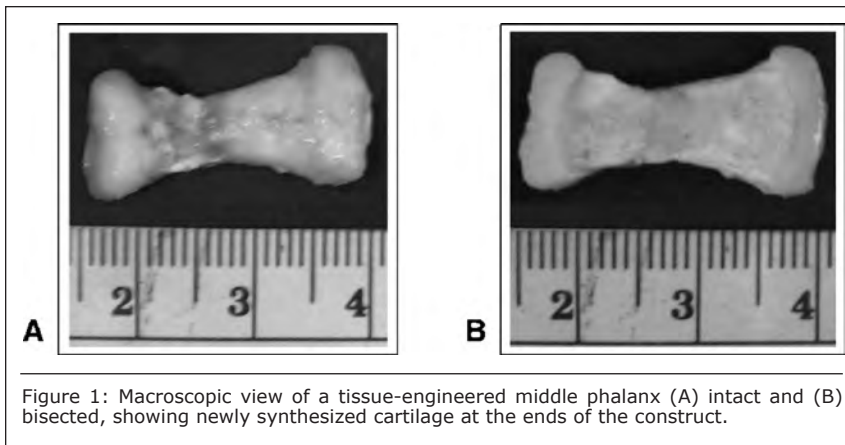 2 3 4
A
2 3 4
B
Figure 1: Macroscopic view of a tissue-engineered middle phalanx (A) intact and (B)
bisected, showing newly synthesized cartilage at the ends of the construct.